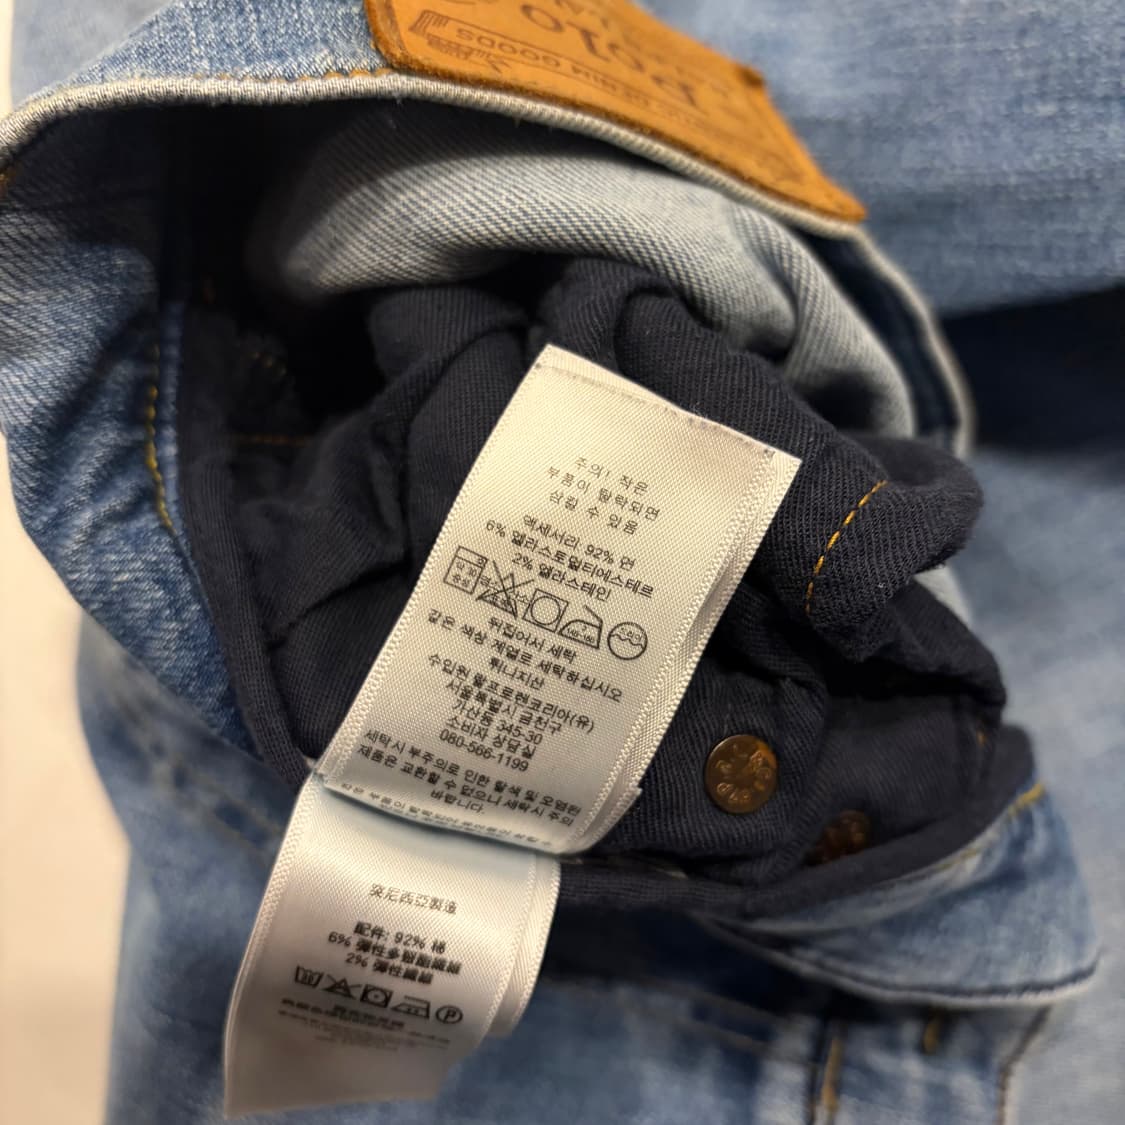 Polo
DENIM GOODS
주의! 작은
부품이 탈락되면
삼킬 수 있음
액세서리: 92% 면
6% 엘라스토멀티에스테르
2% 엘라스테인
뒤집어서 세탁
같은 색상 계열로 세탁하십시오
튀니지산
수입원 랄프로렌코리아(유)
서울특별시 금천구
가산동 345-30
소비자 상담실
080-566-1199
세탁시 부주의로 인한 탈색 및 오염된
제품은 교환할 수 없으니 세탁시 주의
바랍니다.
突尼西亞製造
配件: 92% 棉
6% 彈性多酯纖維
2% 彈性纖維
P